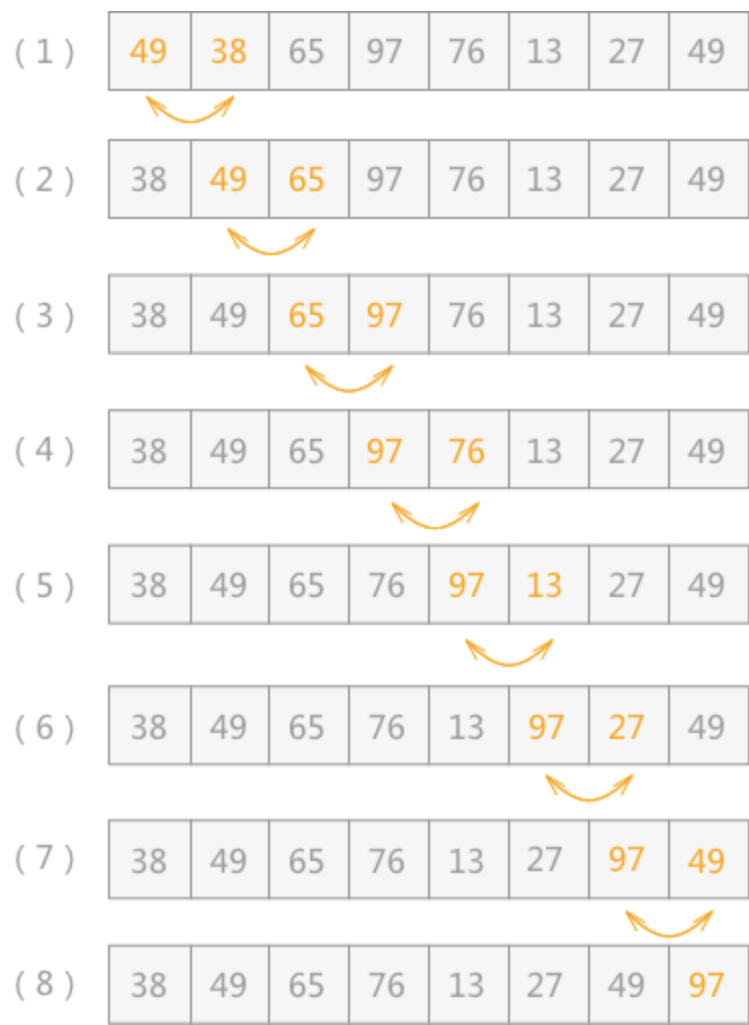 (1) 49 38 65 97 76 13 27 49
(2) 38 49 65 97 76 13 27 49
(3) 38 49 65 97 76 13 27 49
(4) 38 49 65 97 76 13 27 49
(5) 38 49 65 76 97 13 27 49
(6) 38 49 65 76 13 97 27 49
(7) 38 49 65 76 13 27 97 49
(8) 38 49 65 76 13 27 49 97